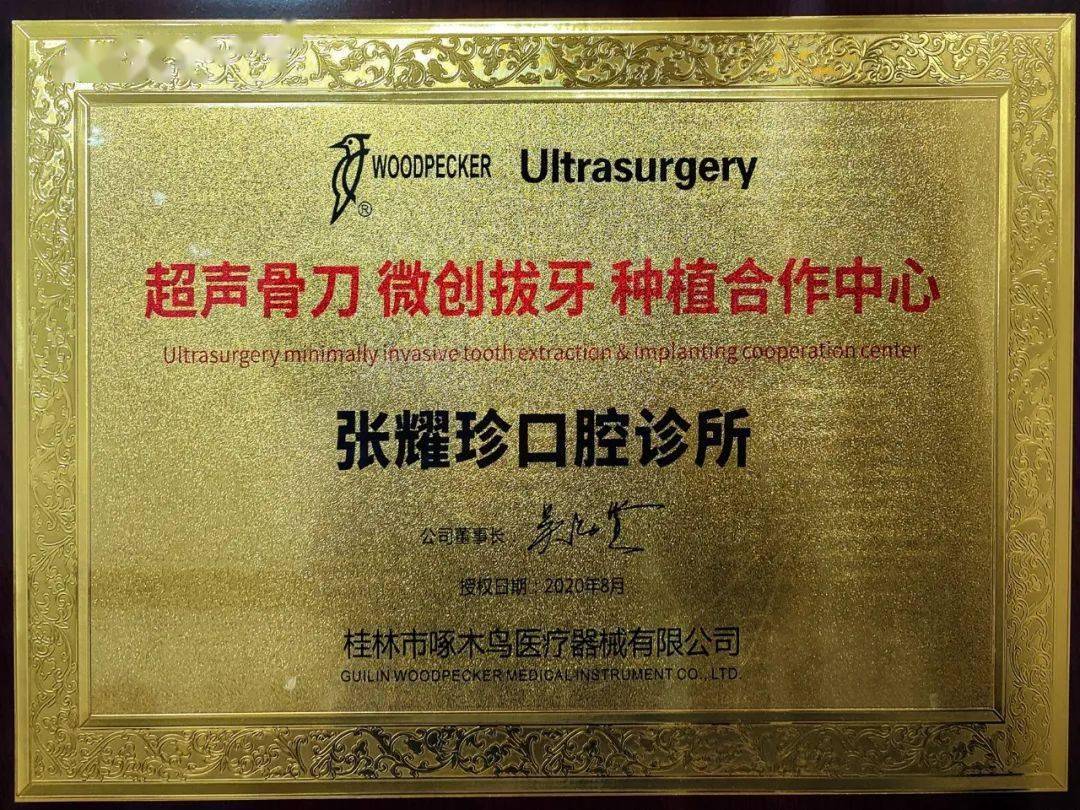 WOODPECKER ® Ultrasurgery
超声骨刀 微创拔牙 种植合作中心
Ultrasurgery minimally invasive tooth extraction & implanting cooperation center
张耀珍口腔诊所
公司董事长
授权日期：2020年8月
桂林市啄木鸟医疗器械有限公司
GUILIN WOODPECKER MEDICAL INSTRUMENT CO., LTD.